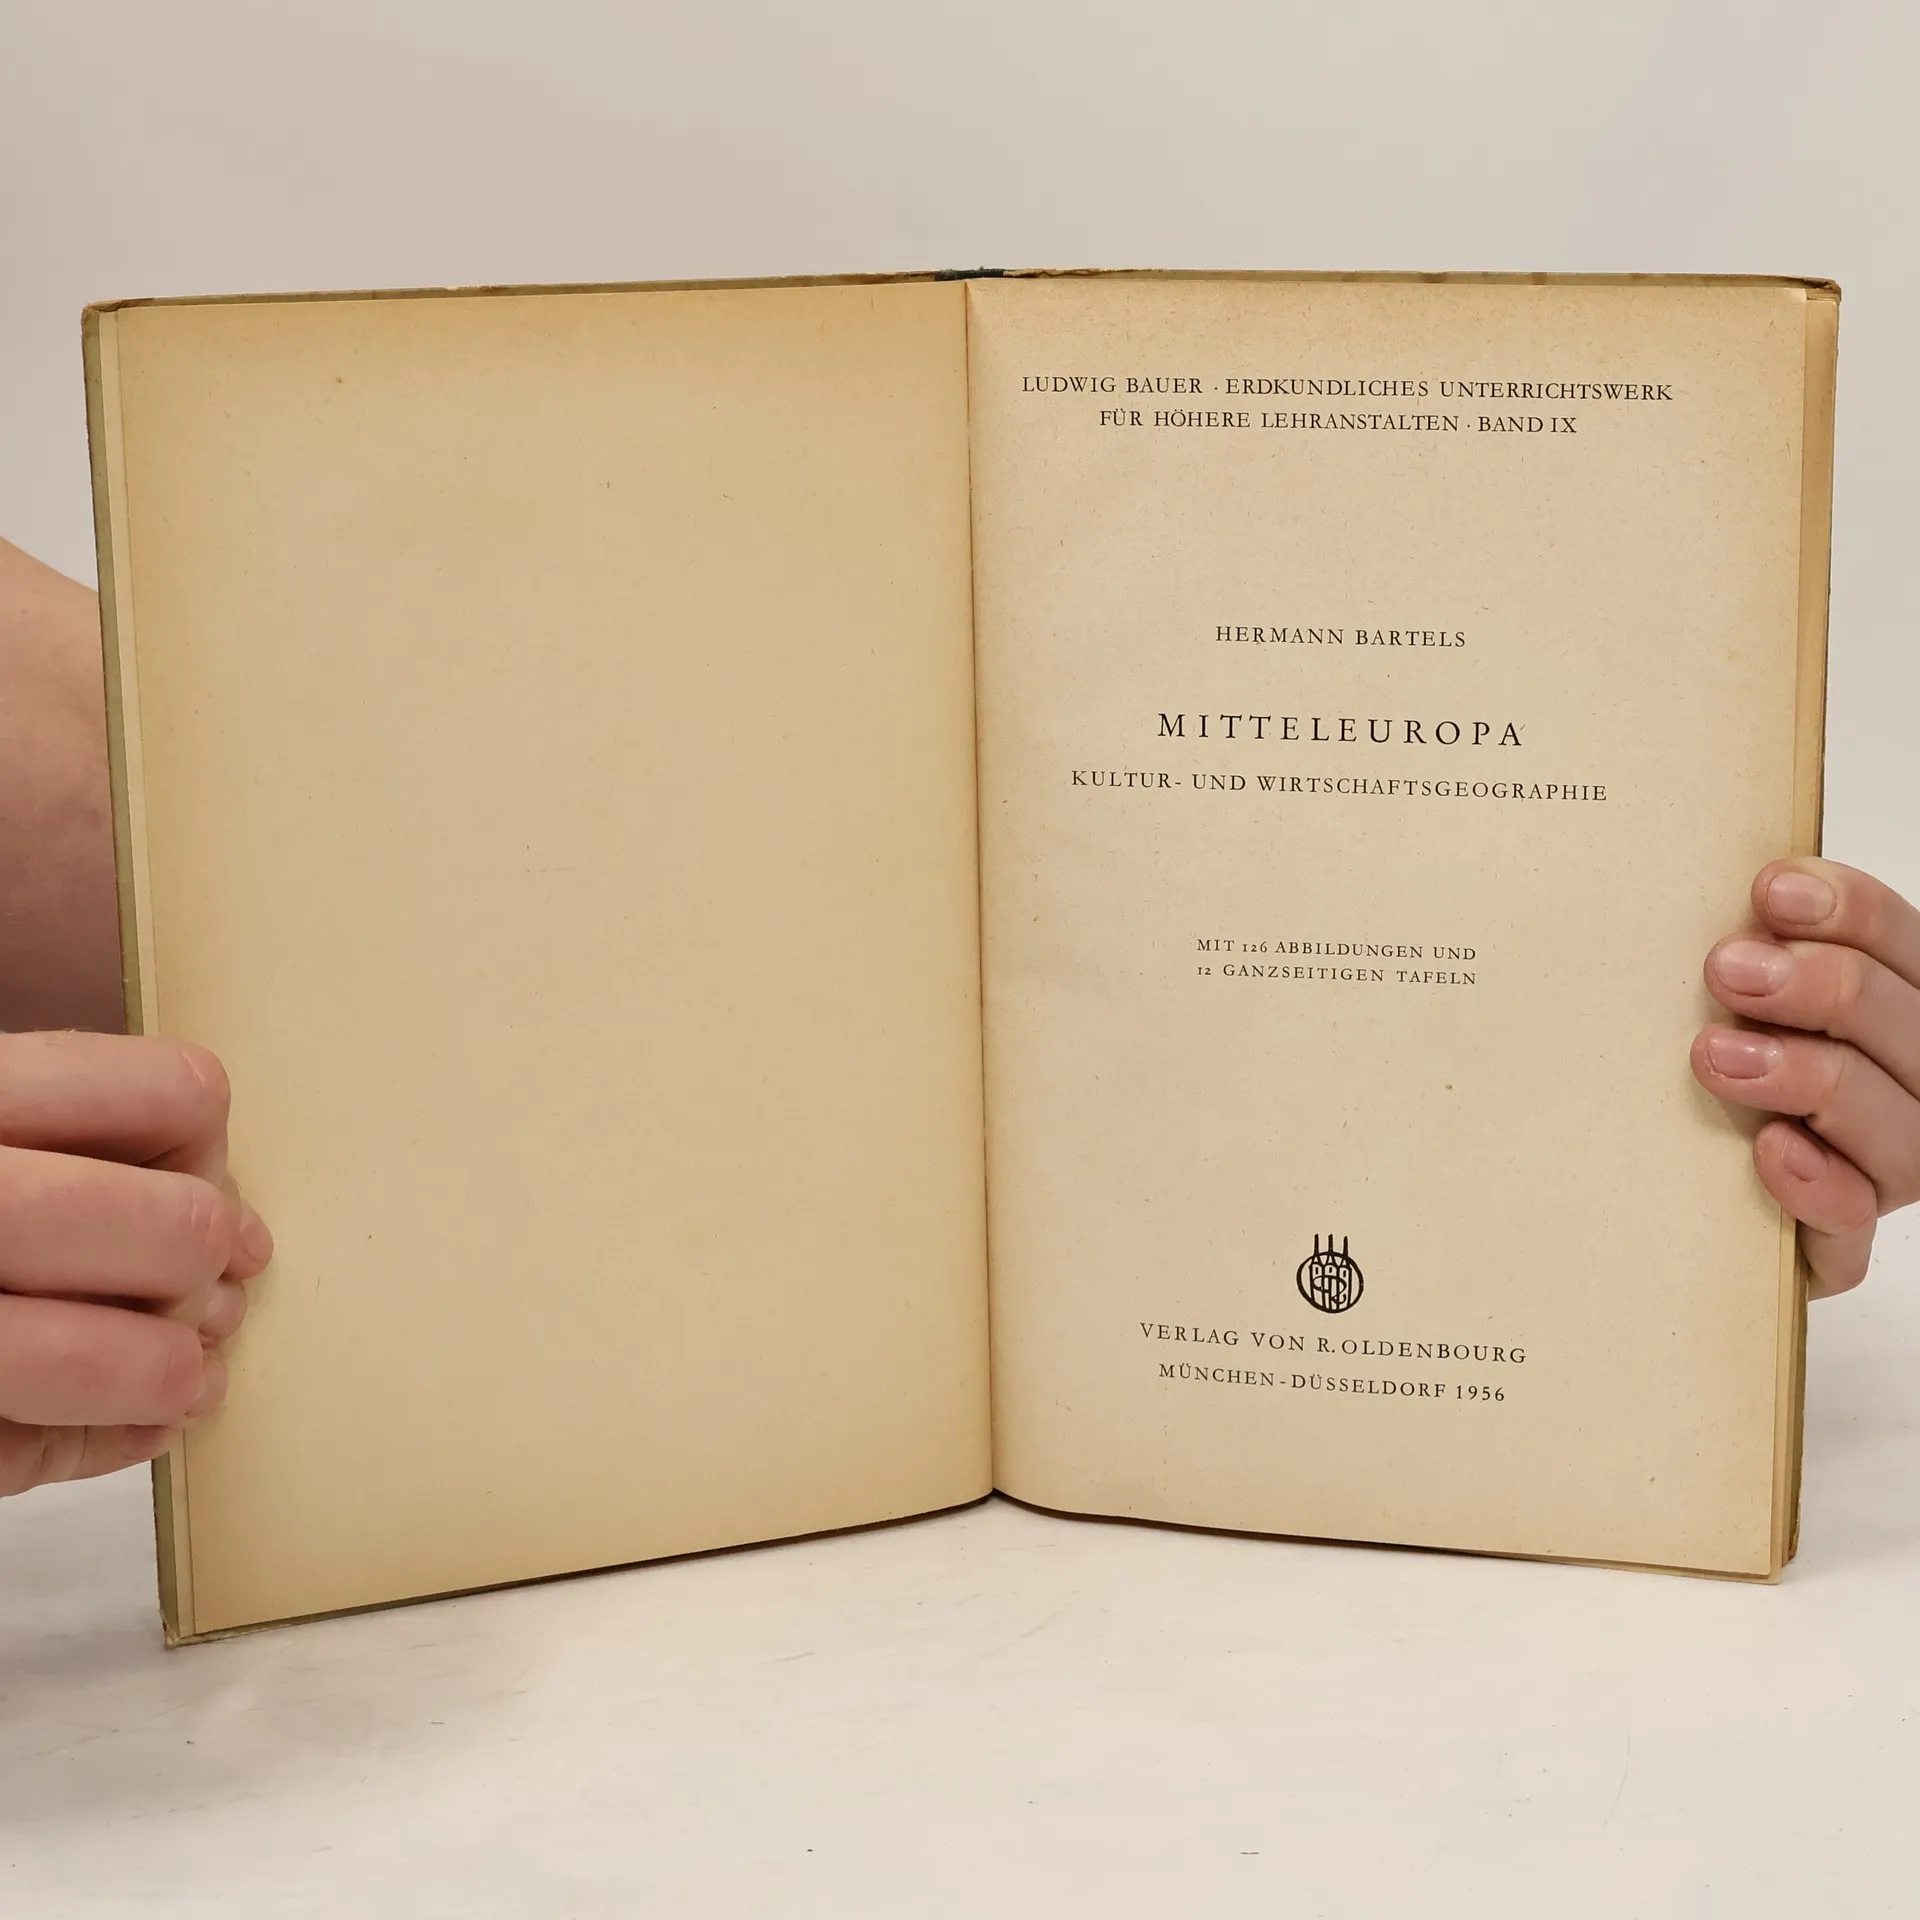 LUDWIG BAUER · ERDKUNDLICHES UNTERRICHTSWERK
FÜR HÖHERE LEHRANSTALTEN · BAND IX
HERMANN BARTELS
MITTELEUROPA
KULTUR- UND WIRTSCHAFTSGEOGRAPHIE
MIT 126 ABBILDUNGEN UND
12 GANZSEITIGEN TAFELN
VERLAG VON R. OLDENBOURG
MÜNCHEN-DÜSSELDORF 1956